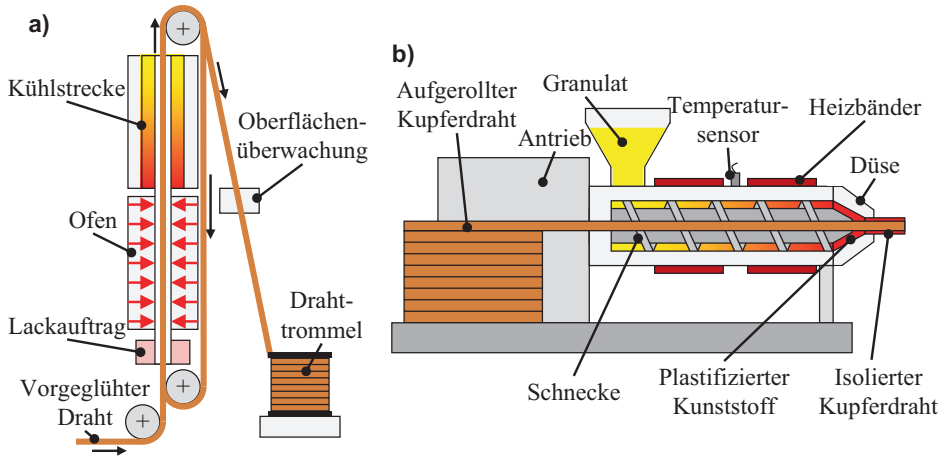 a)
Kühlstrecke
Oberflächen-
überwachung
Ofen
Lackauftrag
Draht-
trommel
Vorgeglühter
Draht
b)
Aufgerollter
Kupferdraht
Antrieb
Granulat
Temperatur-
sensor
Heizbänder
Düse
Schnecke
Plastifizierter
Kunststoff
Isolierter
Kupferdraht